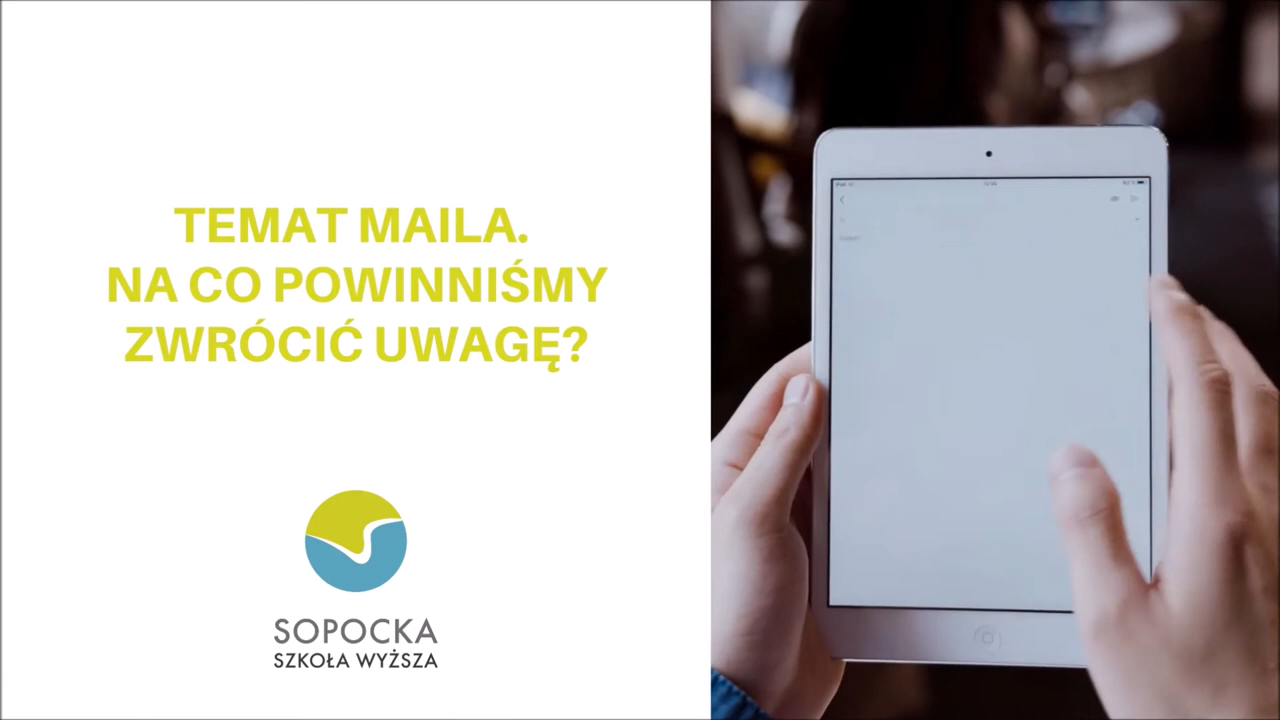 TEMAT MAILA.
NA CO POWINNIŚMY
ZWRÓCIĆ UWAGĘ?
SOPOCKA
SZKOŁA WYŻSZA